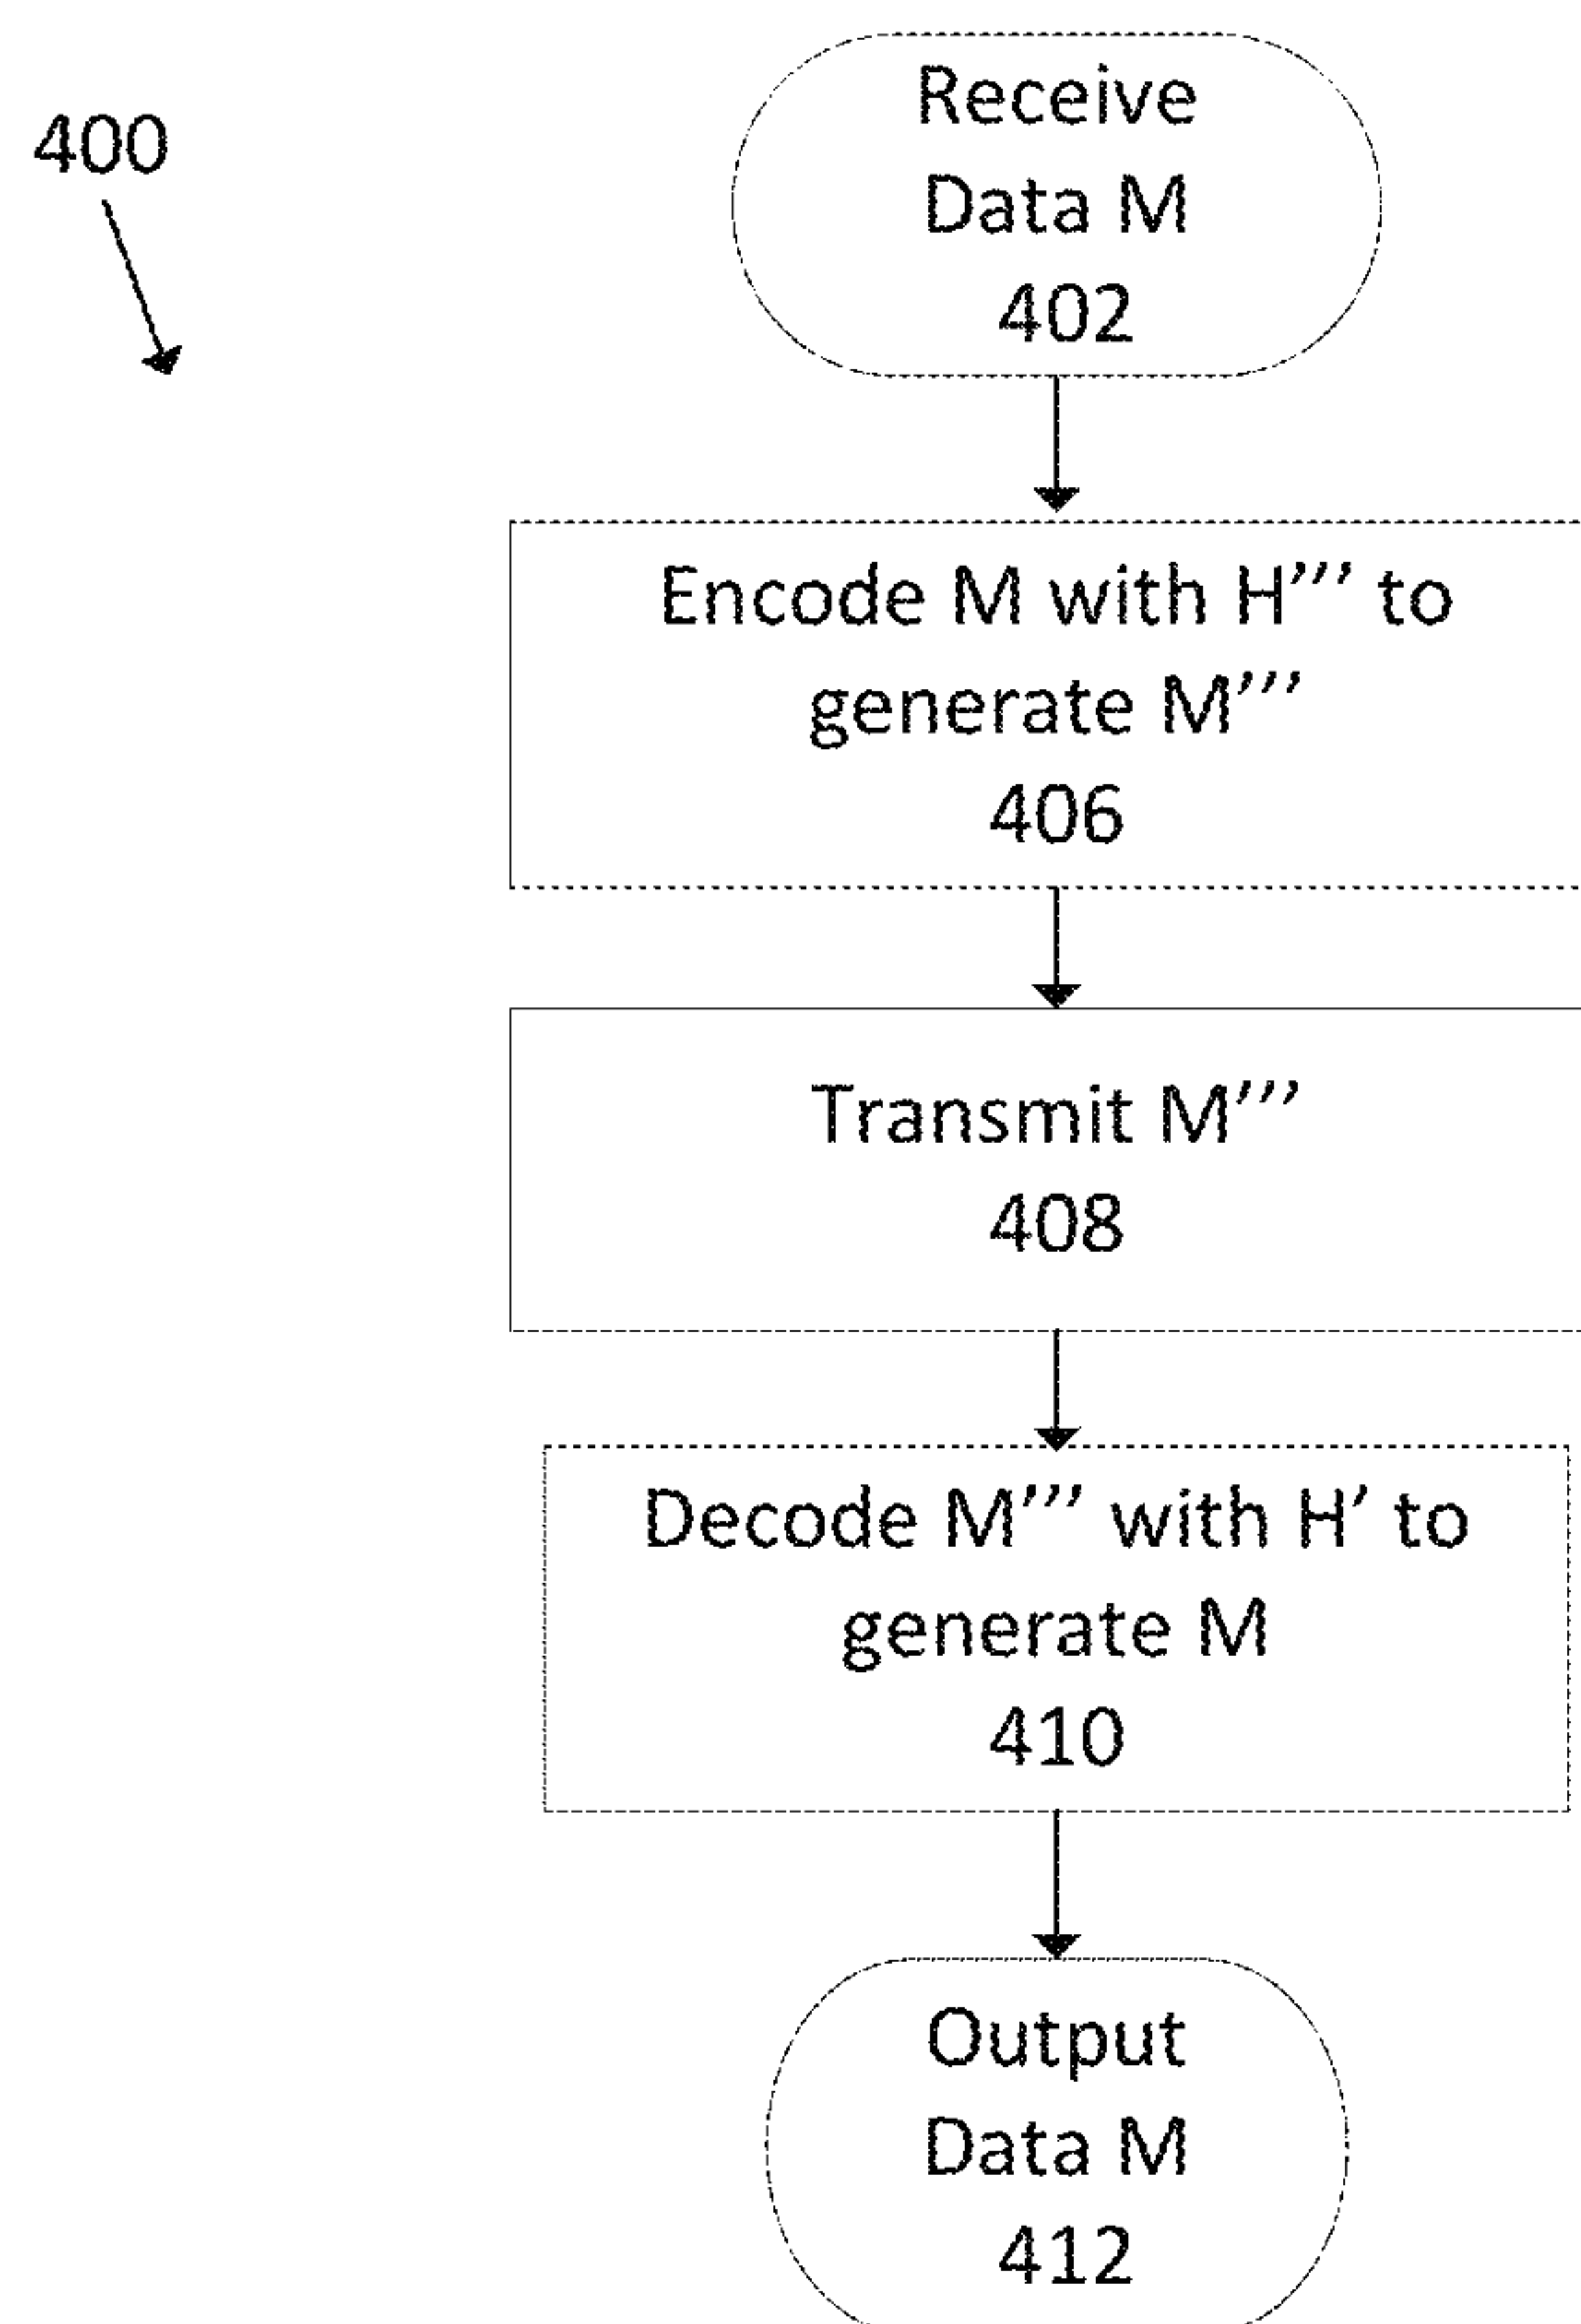 400
Receive
Data M
402
Encode M with H’’’ to
generate M’’’
406
Transmit M’’’
408
Decode M’’’ with H’ to
generate M
410
Output
Data M
412